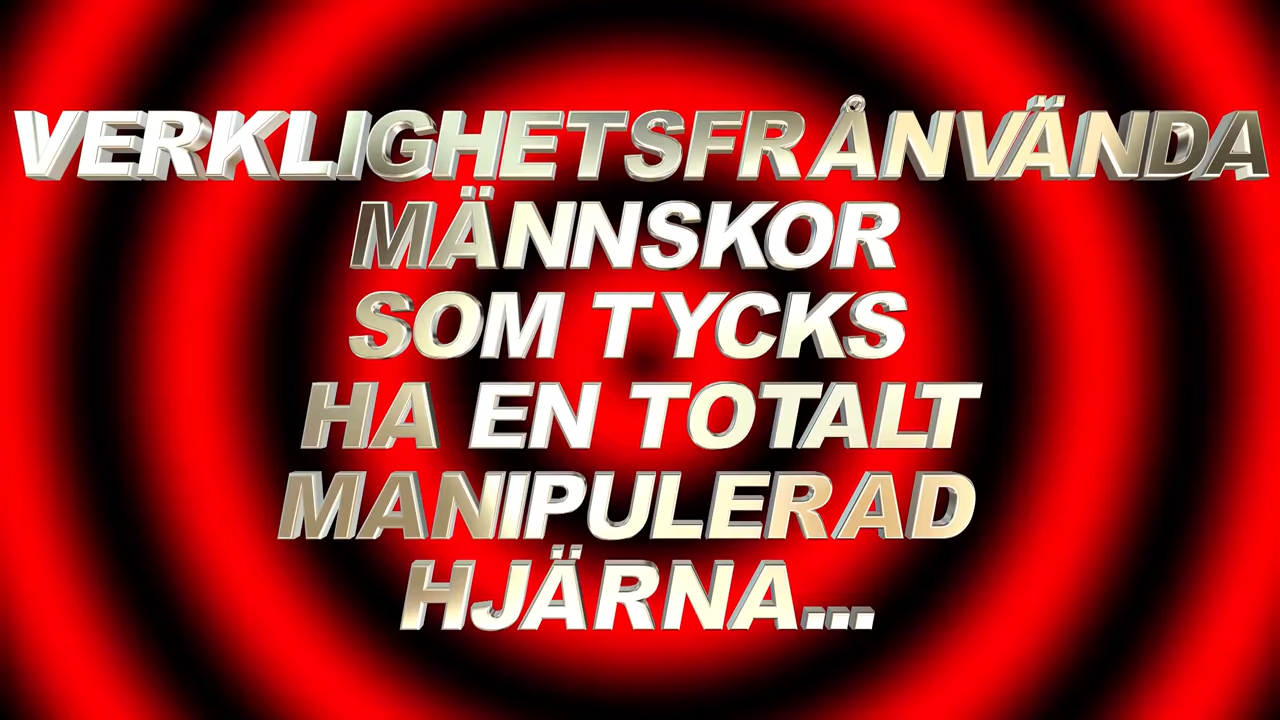 VERKLIGHETSFRÅNVÄNDA
MÄNNSKOR
SOM TYCKS
HA EN TOTALT
MANIPULERAD
HJÄRNA...